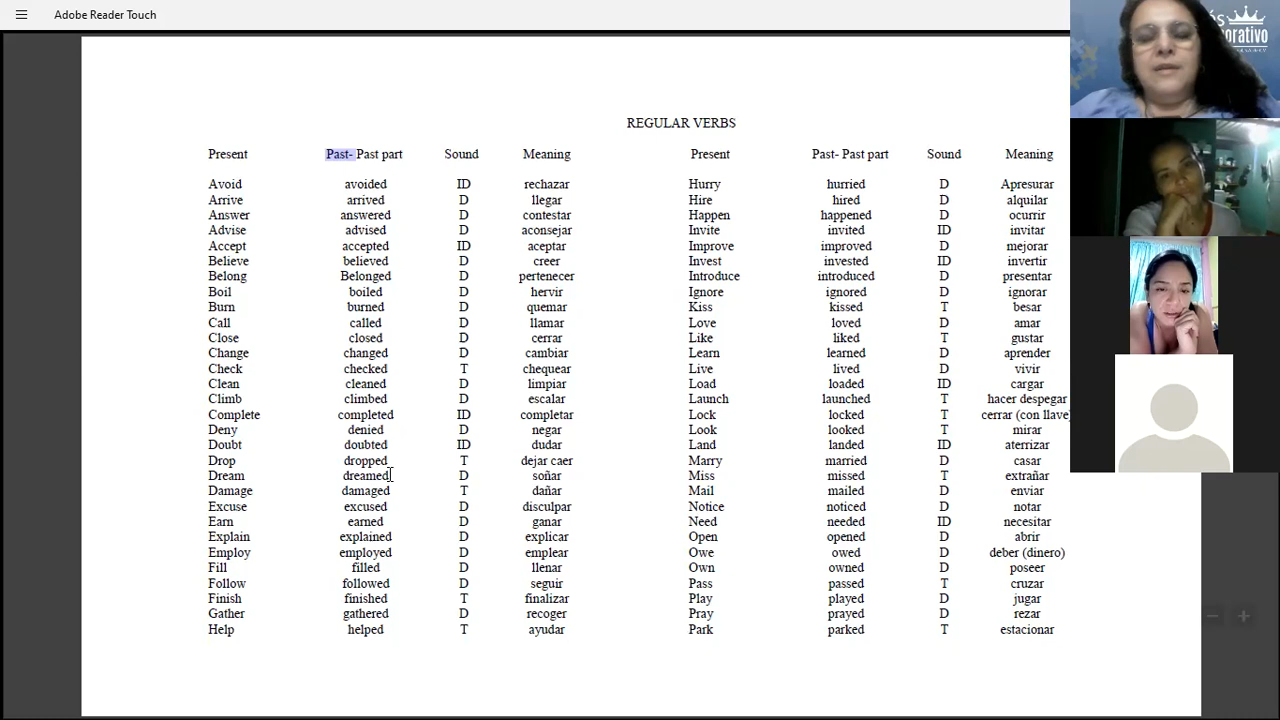 Adobe Reader Touch
és
orativo
REGULAR VERBS
Present Past- Past part Sound Meaning Present Past- Past part Sound Meaning
Avoid avoided ID rechazar Hurry hurried D Apresurar
Arrive arrived D llegar Hire hired D alquilar
Answer answered D contestar Happen happened D ocurrir
Advise advised D aconsejar Invite invited ID invitar
Accept accepted ID aceptar Improve improved D mejorar
Believe believed D creer Invest invested ID invertir
Belong Belonged D pertenecer Introduce introduced D presentar
Boil boiled D hervir Ignore ignored D ignorar
Burn burned D quemar Kiss kissed T besar
Call called D llamar Love loved D amar
Close closed D cerrar Like liked T gustar
Change changed D cambiar Learn learned D aprender
Check checked T chequear Live lived D vivir
Clean cleaned D limpiar Load loaded ID cargar
Climb climbed D escalar Launch launched T hacer despegar
Complete completed ID completar Lock locked T cerrar (con llave)
Deny denied D negar Look looked T mirar
Doubt doubted ID dudar Land landed ID aterrizar
Drop dropped T dejar caer Marry married D casar
Dream dreamed D soñar Miss missed T extrañar
Damage damaged T dañar Mail mailed D enviar
Excuse excused D disculpar Notice noticed D notar
Earn earned D ganar Need needed ID necesitar
Explain explained D explicar Open opened D abrir
Employ employed D emplear Owe owed D deber (dinero)
Fill filled D llenar Own owned D poseer
Follow followed D seguir Pass passed T cruzar
Finish finished T finalizar Play played D jugar
Gather gathered D recoger Pray prayed D rezar
Help helped T ayudar Park parked T estacionar